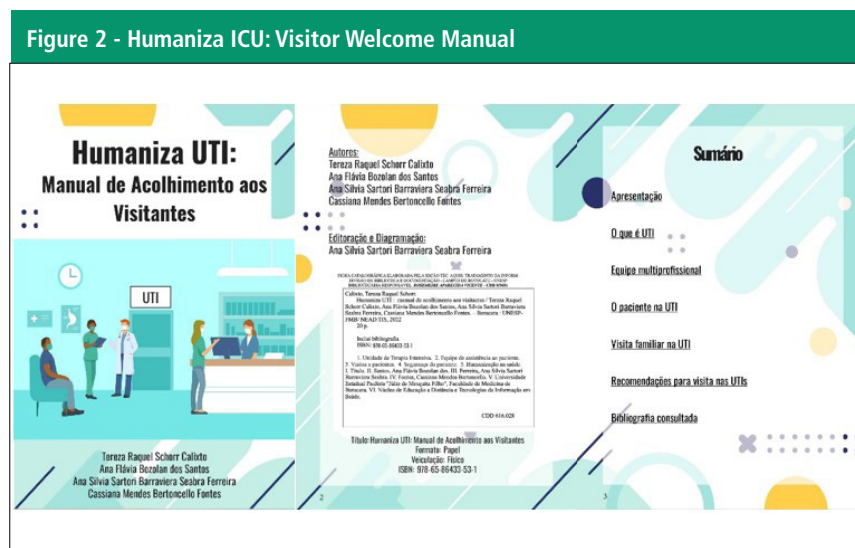 Figure 2 - Humaniza ICU: Visitor Welcome Manual
Humaniza UTI:
Manual de Acolhimento aos
Visitantes
UTI
Tereza Raquel Schorr Calixto
Ana Flávia Bozolan dos Santos
Ana Silvia Sartori Barraviera Seabra Ferreira
Cassiana Mendes Bertoncello Fontes
Autores:
Tereza Raquel Schorr Calixto
Ana Flávia Bozolan dos Santos
Ana Silvia Sartori Barraviera Seabra Ferreira
Cassiana Mendes Bertoncello Fontes
Editoração e Diagramação:
Ana Silvia Sartori Barraviera Seabra Ferreira
Calixto, Tereza Raquel Schorr.
Humaniza UTI : manual de acolhimento aos visitantes / Tereza Raquel
Schorr Calixto, Ana Flávia Bozolan dos Santos, Ana Silvia Sartori Barraviera
Seabra Ferreira, Cassiana Mendes Bertoncello Fontes. - Botucatu : UNESP-
FMB/ NEAD TIS, 2022
20 p.
Inclui bibliografia
ISBN: 978-65-86433-53-1
1. Unidade de Terapia Intensiva. 2. Equipe de assistência ao paciente.
3. Visitas a pacientes. 4. Segurança do paciente. 5. Humanização na saúde.
I. Título. II. Santos, Ana Flávia Bozolan dos. III. Ferreira, Ana Silvia Sartori
Barraviera Seabra. IV. Fontes, Cassiana Mendes Bertoncello. V. Universidade
Estadual Paulista "Júlio de Mesquita Filho", Faculdade de Medicina de
Botucatu. VI. Núcleo de Educação a Distância e Tecnologias da Informação em
Saúde.
CDD 616.028
Título: Humaniza UTI: Manual de Acolhimento aos Visitantes
Formato: Papel
Veiculação: Físico
ISBN: 978-65-86433-53-1
2
Sumário
Apresentação
O que é UTI
Equipe multiprofissional
O paciente na UTI
Visita familiar na UTI
Recomendações para visita nas UTIs
Bibliografia consultada
3